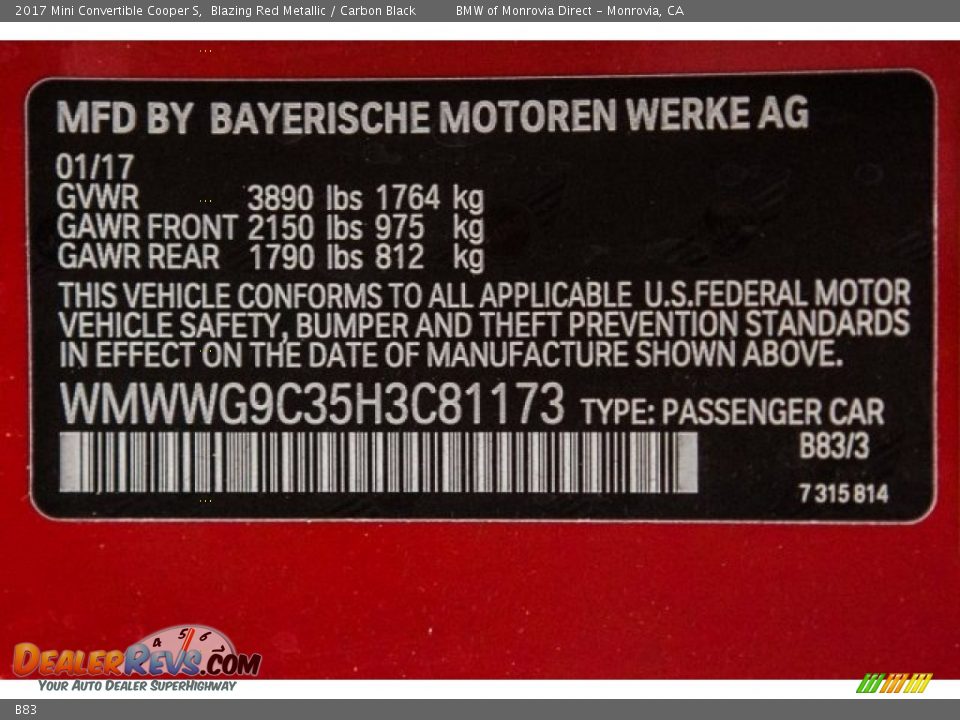 2017 Mini Convertible Cooper S, Blazing Red Metallic / Carbon Black BMW of Monrovia Direct - Monrovia, CA
MFD BY BAYERISCHE MOTOREN WERKE AG
01/17
GVWR 3890 lbs 1764 kg
GAWR FRONT 2150 lbs 975 kg
GAWR REAR 1790 lbs 812 kg
THIS VEHICLE CONFORMS TO ALL APPLICABLE U.S.FEDERAL MOTOR
VEHICLE SAFETY, BUMPER AND THEFT PREVENTION STANDARDS
IN EFFECT ON THE DATE OF MANUFACTURE SHOWN ABOVE.
WMWWG9C35H3C81173 TYPE: PASSENGER CAR
B83/3
7 315 814
4 5 6 7
DEALERREVS.COM
YOUR AUTO DEALER SUPERHIGHWAY
B83